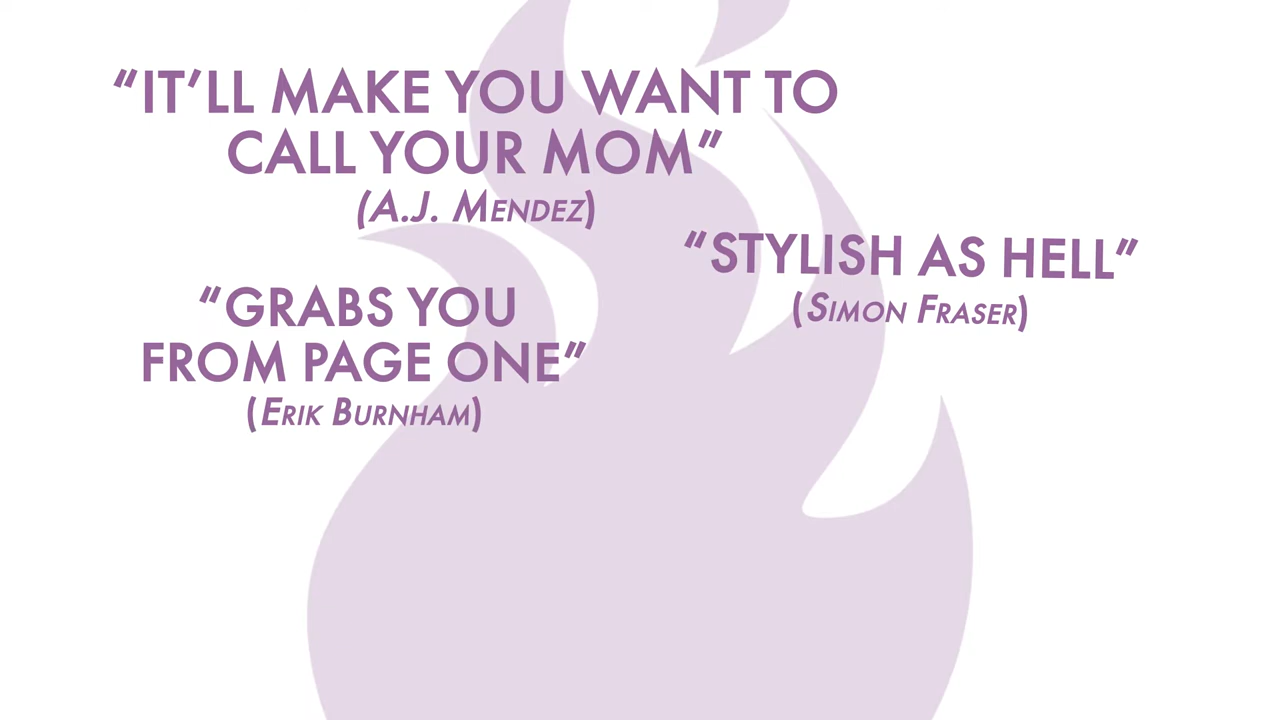 “IT’LL MAKE YOU WANT TO
CALL YOUR MOM”
(A.J. MENDEZ)
“STYLISH AS HELL”
(SIMON FRASER)
“GRABS YOU
FROM PAGE ONE”
(ERIK BURNHAM)